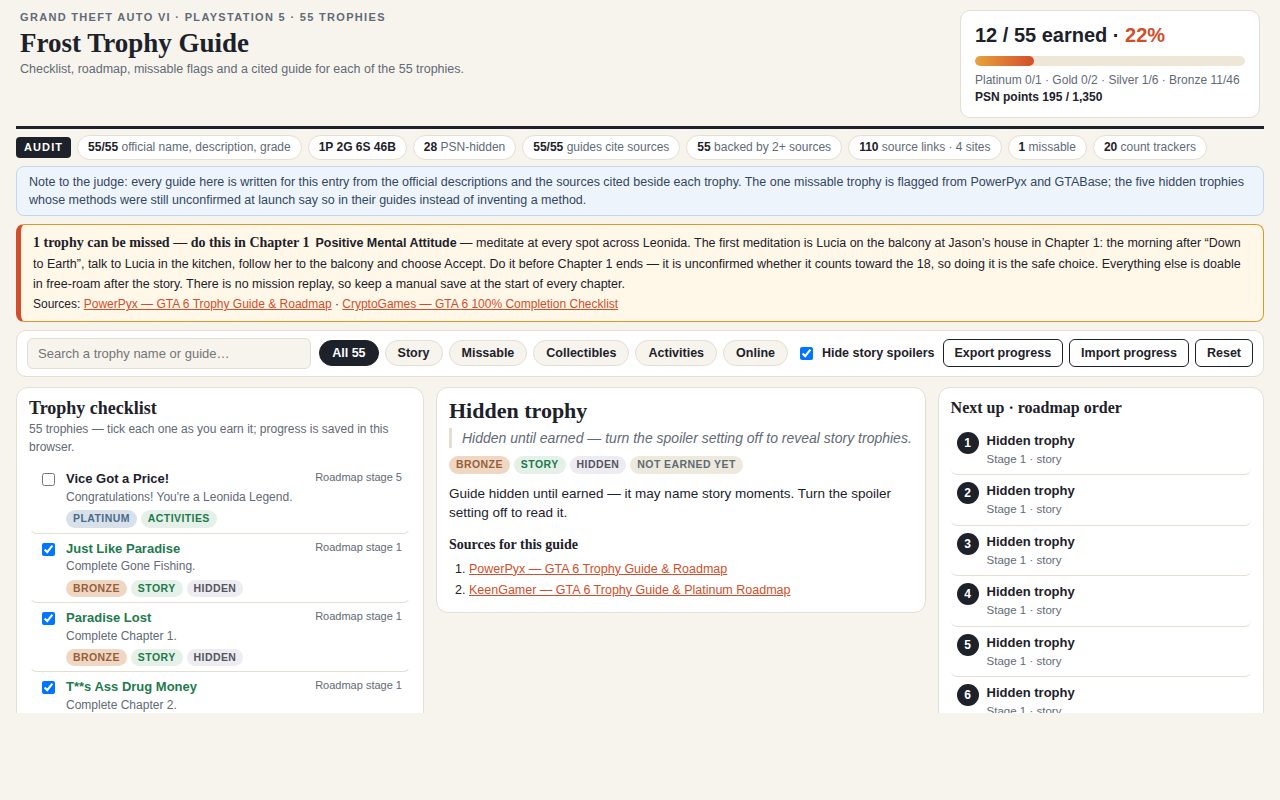 GRAND THEFT AUTO VI · PLAYSTATION 5 · 55 TROPHIES
Frost Trophy Guide
Checklist, roadmap, missable flags and a cited guide for each of the 55 trophies.
12 / 55 earned · 22%
Platinum 0/1 · Gold 0/2 · Silver 1/6 · Bronze 11/46
PSN points 195 / 1,350
AUDIT
55/55 official name, description, grade
1P 2G 6S 46B
28 PSN-hidden
55/55 guides cite sources
55 backed by 2+ sources
110 source links · 4 sites
1 missable
20 count trackers
Note to the judge: every guide here is written for this entry from the official descriptions and the sources cited beside each trophy. The one missable trophy is flagged from PowerPyx and GTABase; the five hidden trophies
whose methods were still unconfirmed at launch say so in their guides instead of inventing a method.
1 trophy can be missed — do this in Chapter 1 Positive Mental Attitude — meditate at every spot across Leonida. The first meditation is Lucia on the balcony at Jason's house in Chapter 1: the morning after “Down
to Earth”, talk to Lucia in the kitchen, follow her to the balcony and choose Accept. Do it before Chapter 1 ends — it is unconfirmed whether it counts toward the 18, so doing it is the safe choice. Everything else is doable
in free-roam after the story. There is no mission replay, so keep a manual save at the start of every chapter.
Sources: PowerPyx — GTA 6 Trophy Guide & Roadmap · CryptoGames — GTA 6 100% Completion Checklist
Search a trophy name or guide…
All 55
Story
Missable
Collectibles
Activities
Online
Hide story spoilers
Export progress
Import progress
Reset
Trophy checklist
55 trophies — tick each one as you earn it; progress is saved in this
browser.
Vice Got a Price!
Roadmap stage 5
Congratulations! You're a Leonida Legend.
PLATINUM
ACTIVITIES
Just Like Paradise
Roadmap stage 1
Complete Gone Fishing.
BRONZE
STORY
HIDDEN
Paradise Lost
Roadmap stage 1
Complete Chapter 1.
BRONZE
STORY
HIDDEN
T**s Ass Drug Money
Roadmap stage 1
Complete Chapter 2.
Hidden trophy
Hidden until earned — turn the spoiler setting off to reveal story trophies.
BRONZE
STORY
HIDDEN
NOT EARNED YET
Guide hidden until earned — it may name story moments. Turn the spoiler
setting off to read it.
Sources for this guide
1. PowerPyx — GTA 6 Trophy Guide & Roadmap
2. KeenGamer — GTA 6 Trophy Guide & Platinum Roadmap
Next up · roadmap order
1
Hidden trophy
Stage 1 · story
2
Hidden trophy
Stage 1 · story
3
Hidden trophy
Stage 1 · story
4
Hidden trophy
Stage 1 · story
5
Hidden trophy
Stage 1 · story
6
Hidden trophy
Stage 1 · story